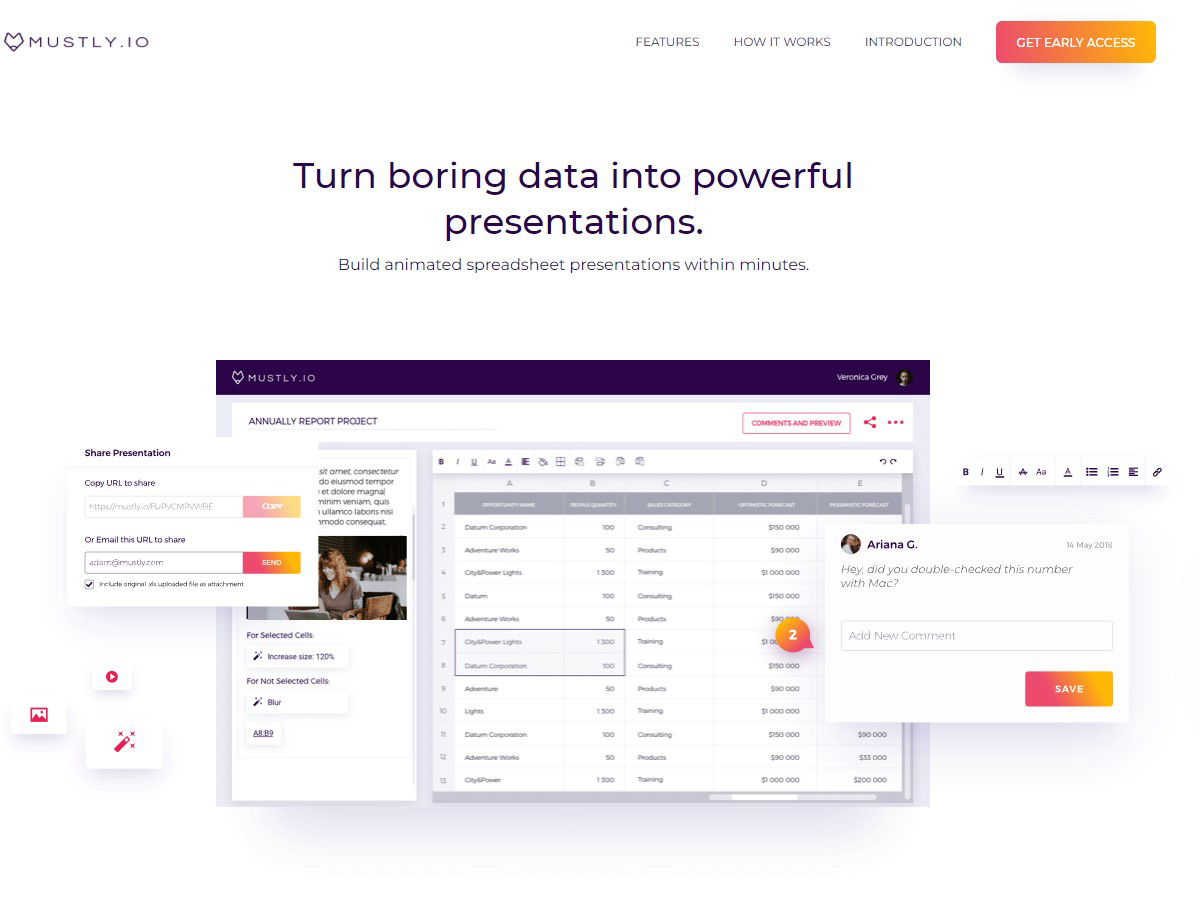 MUSTLY.IO
FEATURES
HOW IT WORKS
INTRODUCTION
GET EARLY ACCESS
Turn boring data into powerful
presentations.
Build animated spreadsheet presentations within minutes.
MUSTLY.IO
Veronica Grey
ANNUALLY REPORT PROJECT
COMMENTS AND PREVIEW
Share Presentation
Copy URL to share
https://mustly.io/FuPVCMPVWBE
COPY
Or Email this URL to share
adam@mustly.com
SEND
Include original .xls uploaded file as attachment
sit amet, consectetur
do eiusmod tempor
et dolore magna
minim veniam, quis
ullamco laboris nisi
mmodo consequat.
For Selected Cells:
Increase size: 120%
For Not Selected Cells:
Blur
A8:B9
B I U Aa A
A B C D E
1 OPPORTUNITY NAME PEOPLE QUANTITY SALES CATEGORY OPTIMISTIC FORECAST PESSIMISTIC FORECAST
2 Datum Corporation 100 Consulting $150 000
3 Adventure Works 50 Products $90 000
4 City&Power Lights 1 300 Training $1 000 000
5 Datum 100 Consulting $150 000
6 Adventure Works 50 Products $90
7 City&Power Lights 1 300 Training $1 00
8 Datum Corporation 100 Consulting $150 000
9 Adventure 50 Products $90 000
10 Lights 1 300 Training $1 000 000
11 Datum Corporation 100 Consulting $150 000 $90 000
12 Adventure Works 50 Products $90 000 $33 000
13 City&Power 1 300 Training $1 000 000 $200 000
2
B I U A Aa A
Ariana G.
14 May 2018
Hey, did you double-checked this number
with Mac?
Add New Comment
SAVE